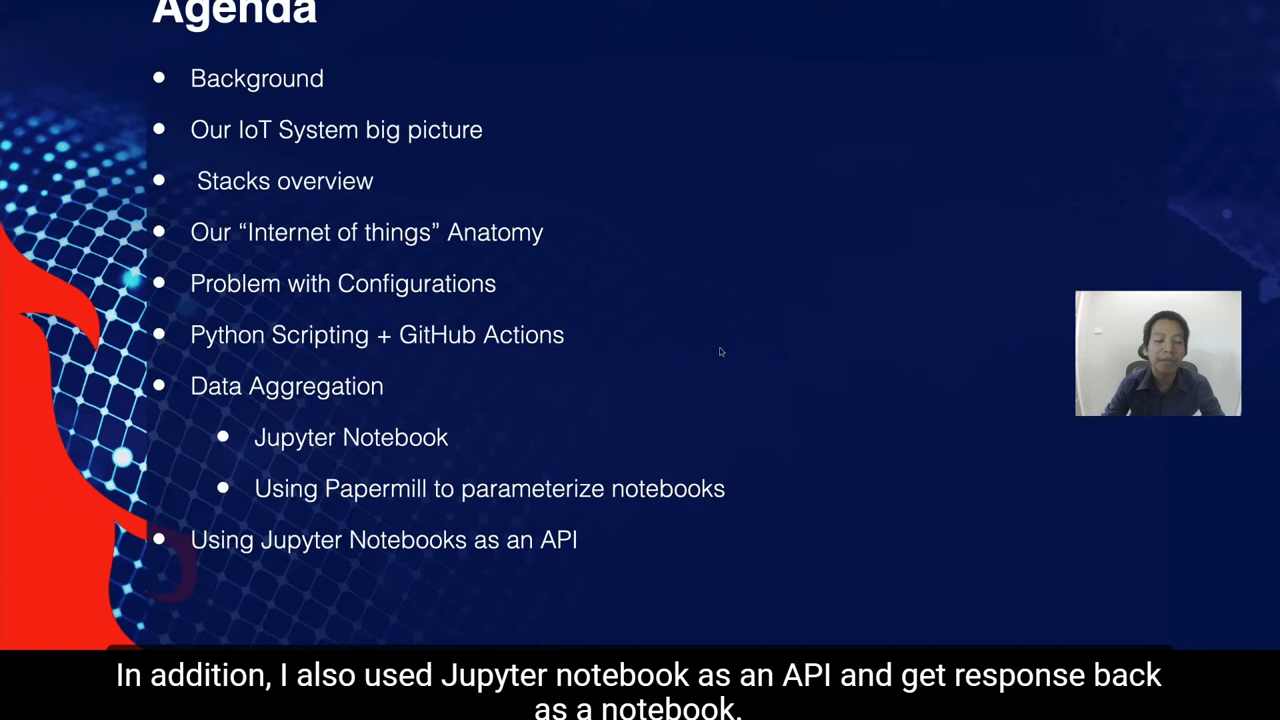 Agenda
Background
Our IoT System big picture
Stacks overview
Our “Internet of things” Anatomy
Problem with Configurations
Python Scripting + GitHub Actions
Data Aggregation
Jupyter Notebook
Using Papermill to parameterize notebooks
Using Jupyter Notebooks as an API
In addition, I also used Jupyter notebook as an API and get response back
as a notebook.